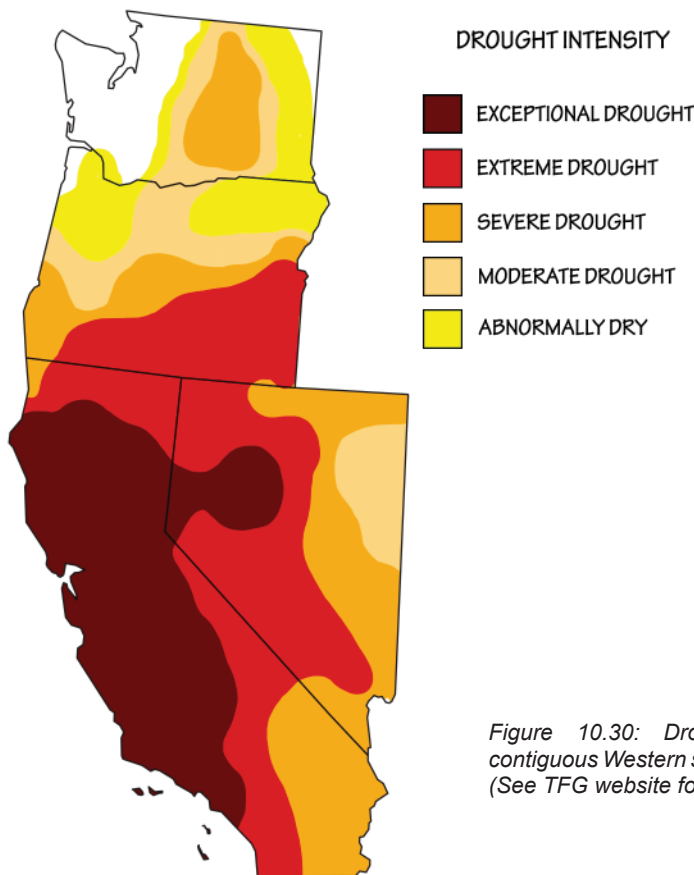 DROUGHT INTENSITY
EXCEPTIONAL DROUGHT
EXTREME DROUGHT
SEVERE DROUGHT
MODERATE DROUGHT
ABNORMALLY DRY
Figure 10.30:
contiguous Western
(See TFG website